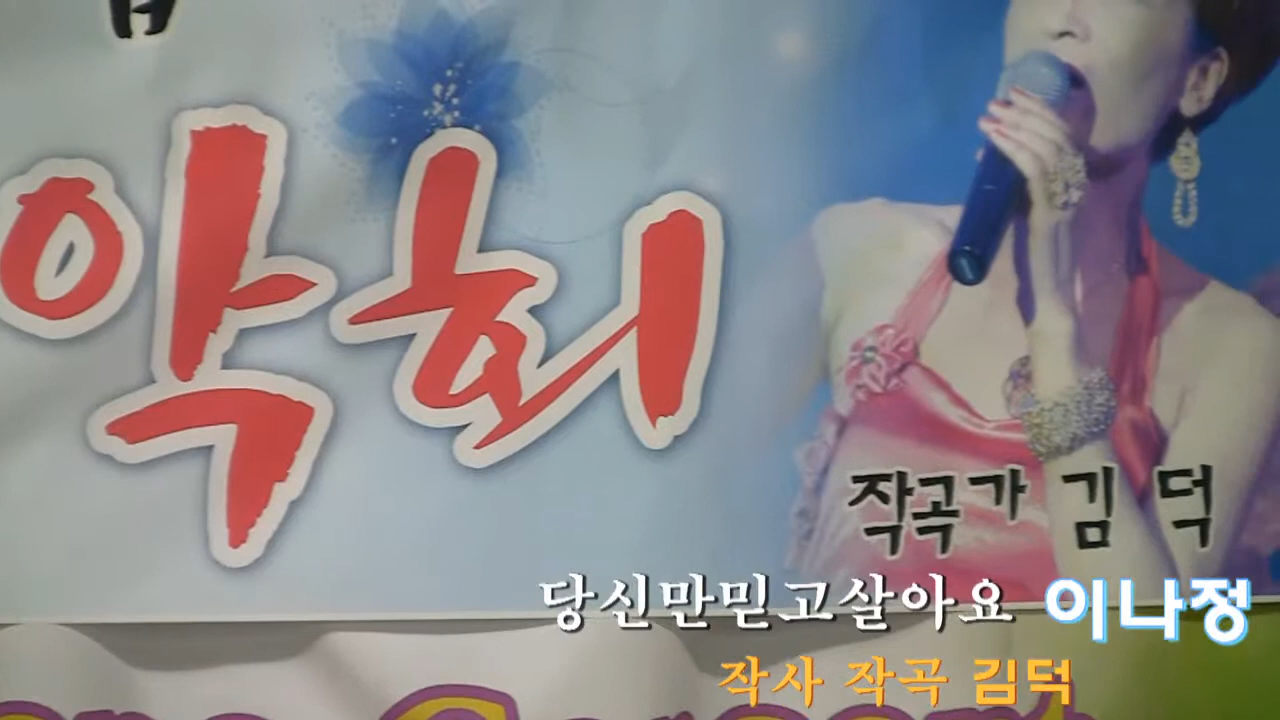 악회
작곡가 김 덕
당신만믿고살아요 이나정
작사 작곡 김덕